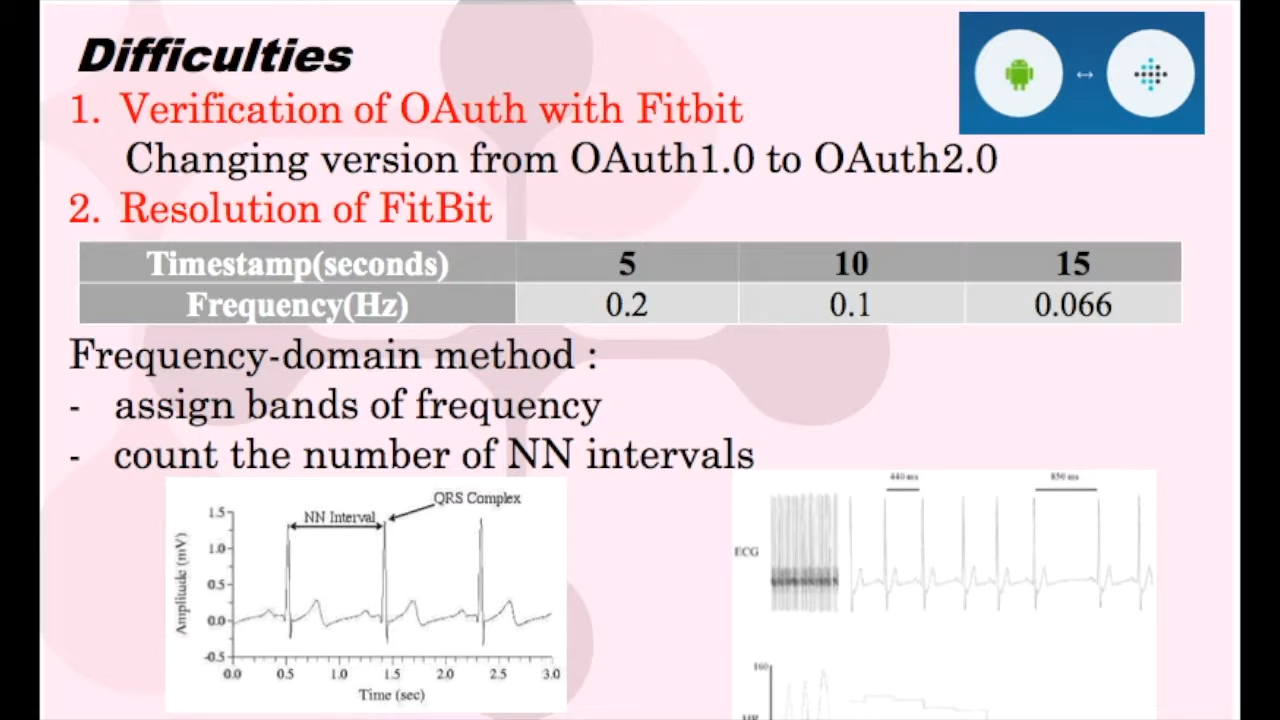 Difficulties
1. Verification of OAuth with Fitbit
Changing version from OAuth1.0 to OAuth2.0
2. Resolution of FitBit
Timestamp(seconds) 5 10 15
Frequency(Hz) 0.2 0.1 0.066
Frequency-domain method :
- assign bands of frequency
- count the number of NN intervals
QRS Complex
NN Interval
1.5
1.0
0.5
0.0
-0.5
Amplitude (mV)
0.0 0.5 1.0 1.5 2.0 2.5 3.0
Time (sec)
440 ms 850 ms
ECG
160